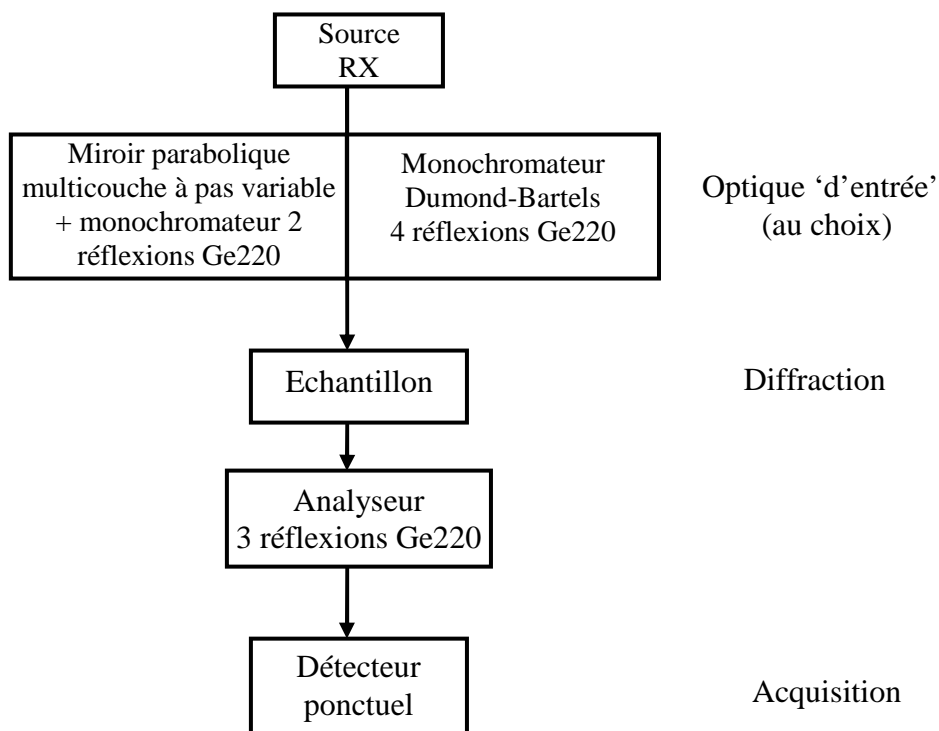 Source
RX
Miroir parabolique
multicouche à pas variable
+ monochromateur 2
réflexions Ge220
Monochromateur
Dumond-Bartels
4 réflexions Ge220
Optique ‘d’entrée’
(au choix)
Echantillon
Diffraction
Analyseur
3 réflexions Ge220
Détecteur
ponctuel
Acquisition